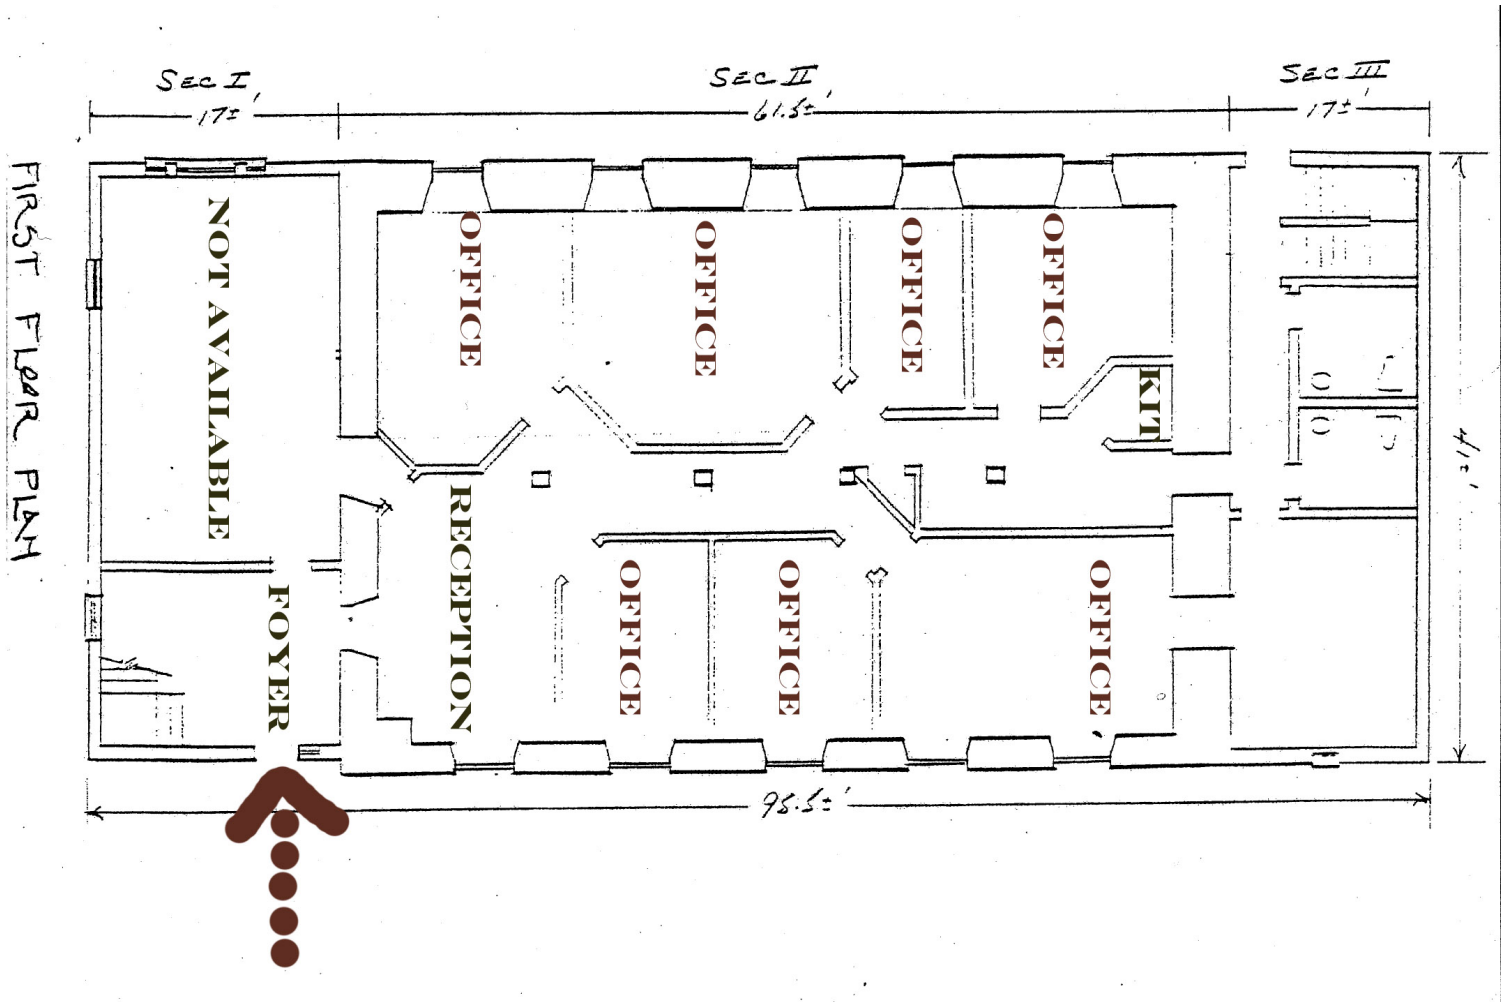 SEC I
SEC II
SEC III
17±'
61.5±'
17±'
FIRST FLOOR PLAN
NOT AVAILABLE
OFFICE
OFFICE
OFFICE
OFFICE
KIT
41±'
RECEPTION
FOYER
OFFICE
OFFICE
OFFICE
95.5±'